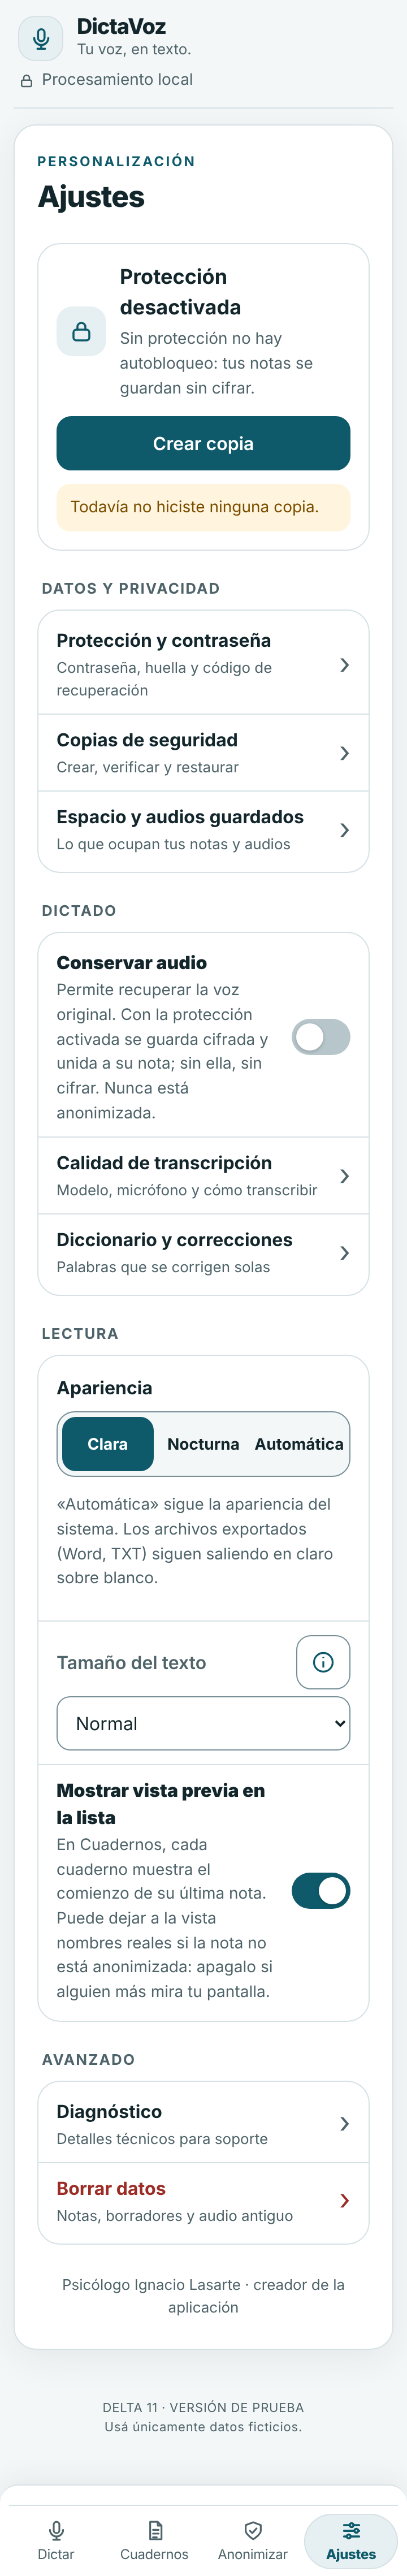 DictaVoz
Tu voz, en texto.
Procesamiento local
PERSONALIZACIÓN
Ajustes
Protección
desactivada
Sin protección no hay
autobloqueo: tus notas se
guardan sin cifrar.
Crear copia
Todavía no hiciste ninguna copia.
DATOS Y PRIVACIDAD
Protección y contraseña
Contraseña, huella y código de
recuperación
Copias de seguridad
Crear, verificar y restaurar
Espacio y audios guardados
Lo que ocupan tus notas y audios
DICTADO
Conservar audio
Permite recuperar la voz
original. Con la protección
activada se guarda cifrada y
unida a su nota; sin ella, sin
cifrar. Nunca está
anonimizada.
Calidad de transcripción
Modelo, micrófono y cómo transcribir
Diccionario y correcciones
Palabras que se corrigen solas
LECTURA
Apariencia
Clara Nocturna Automática
«Automática» sigue la apariencia del
sistema. Los archivos exportados
(Word, TXT) siguen saliendo en claro
sobre blanco.
Tamaño del texto
Normal
Mostrar vista previa en
la lista
En Cuadernos, cada
cuaderno muestra el
comienzo de su última nota.
Puede dejar a la vista
nombres reales si la nota no
está anonimizada: apagalo si
alguien más mira tu pantalla.
AVANZADO
Diagnóstico
Detalles técnicos para soporte
Borrar datos
Notas, borradores y audio antiguo
Psicólogo Ignacio Lasarte · creador de la
aplicación
DELTA 11 · VERSIÓN DE PRUEBA
Usá únicamente datos ficticios.
Dictar Cuadernos Anonimizar Ajustes